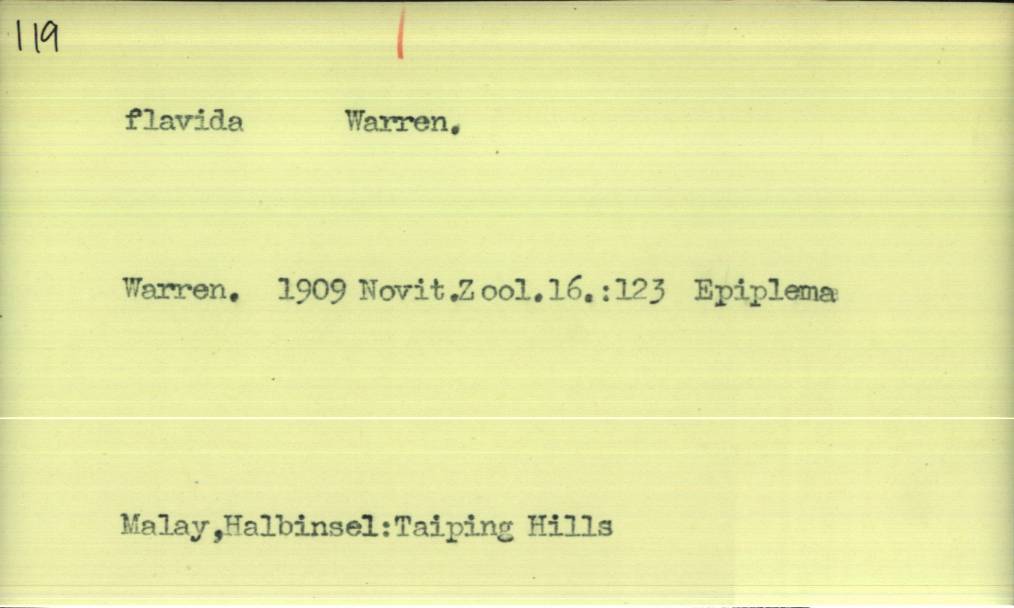 119
flavida Warren.
Warren. 1909 Novit.Zool.16.:123 Epiplema
Malay,Halbinsel:Taiping Hills